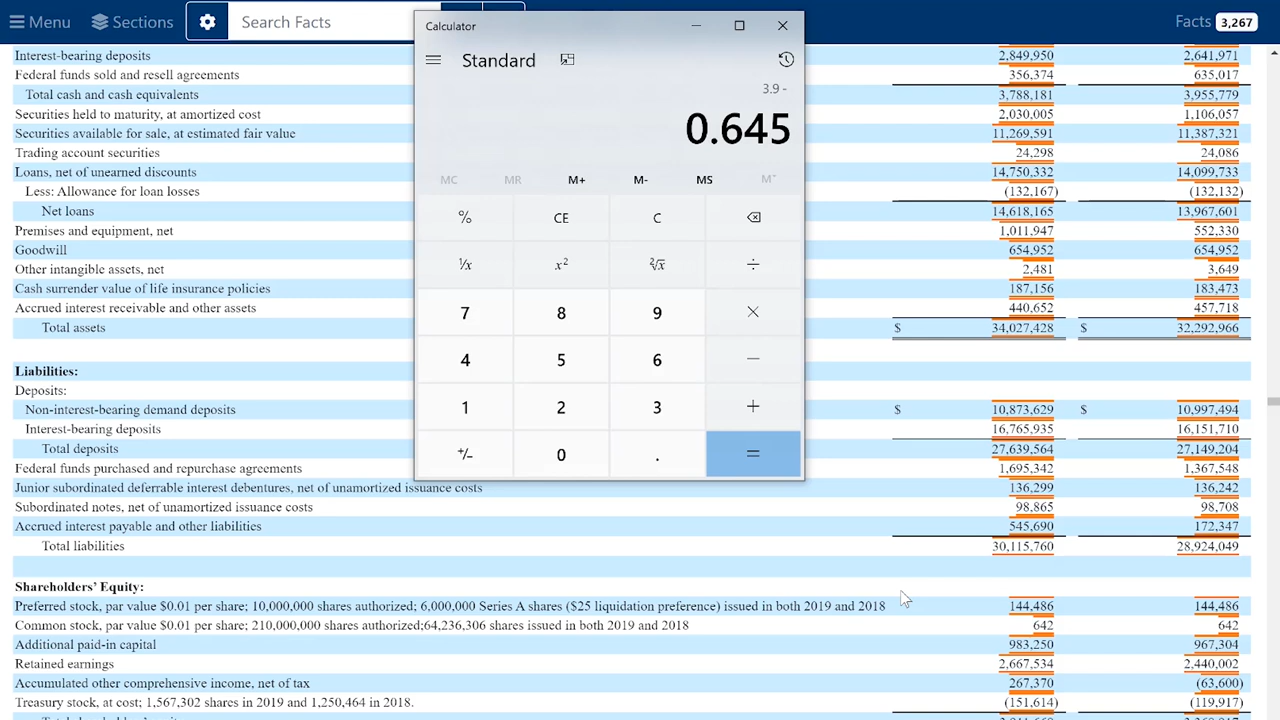 Menu Sections Search Facts Facts 3,267
Calculator
Standard
3.9 -
0.645
MC MR M+ M- MS M˅
% CE C ⌫
¹/x x² ²√x ÷
7 8 9 ×
4 5 6 −
1 2 3 +
+/- 0 . =
Interest-bearing deposits 2,849,950 2,641,971
Federal funds sold and resell agreements 356,374 635,017
Total cash and cash equivalents 3,788,181 3,955,779
Securities held to maturity, at amortized cost 2,030,005 1,106,057
Securities available for sale, at estimated fair value 11,269,591 11,387,321
Trading account securities 24,298 24,086
Loans, net of unearned discounts 14,750,332 14,099,733
Less: Allowance for loan losses (132,167) (132,132)
Net loans 14,618,165 13,967,601
Premises and equipment, net 1,011,947 552,330
Goodwill 654,952 654,952
Other intangible assets, net 2,481 3,649
Cash surrender value of life insurance policies 187,156 183,473
Accrued interest receivable and other assets 440,652 457,718
Total assets $ 34,027,428 $ 32,292,966
Liabilities:
Deposits:
Non-interest-bearing demand deposits $ 10,873,629 $ 10,997,494
Interest-bearing deposits 16,765,935 16,151,710
Total deposits 27,639,564 27,149,204
Federal funds purchased and repurchase agreements 1,695,342 1,367,548
Junior subordinated deferrable interest debentures, net of unamortized issuance costs 136,299 136,242
Subordinated notes, net of unamortized issuance costs 98,865 98,708
Accrued interest payable and other liabilities 545,690 172,347
Total liabilities 30,115,760 28,924,049
Shareholders’ Equity:
Preferred stock, par value $0.01 per share; 10,000,000 shares authorized; 6,000,000 Series A shares ($25 liquidation preference) issued in both 2019 and 2018 144,486 144,486
Common stock, par value $0.01 per share; 210,000,000 shares authorized;64,236,306 shares issued in both 2019 and 2018 642 642
Additional paid-in capital 983,250 967,304
Retained earnings 2,667,534 2,440,002
Accumulated other comprehensive income, net of tax 267,370 (63,600)
Treasury stock, at cost; 1,567,302 shares in 2019 and 1,250,464 in 2018. (151,614) (119,917)